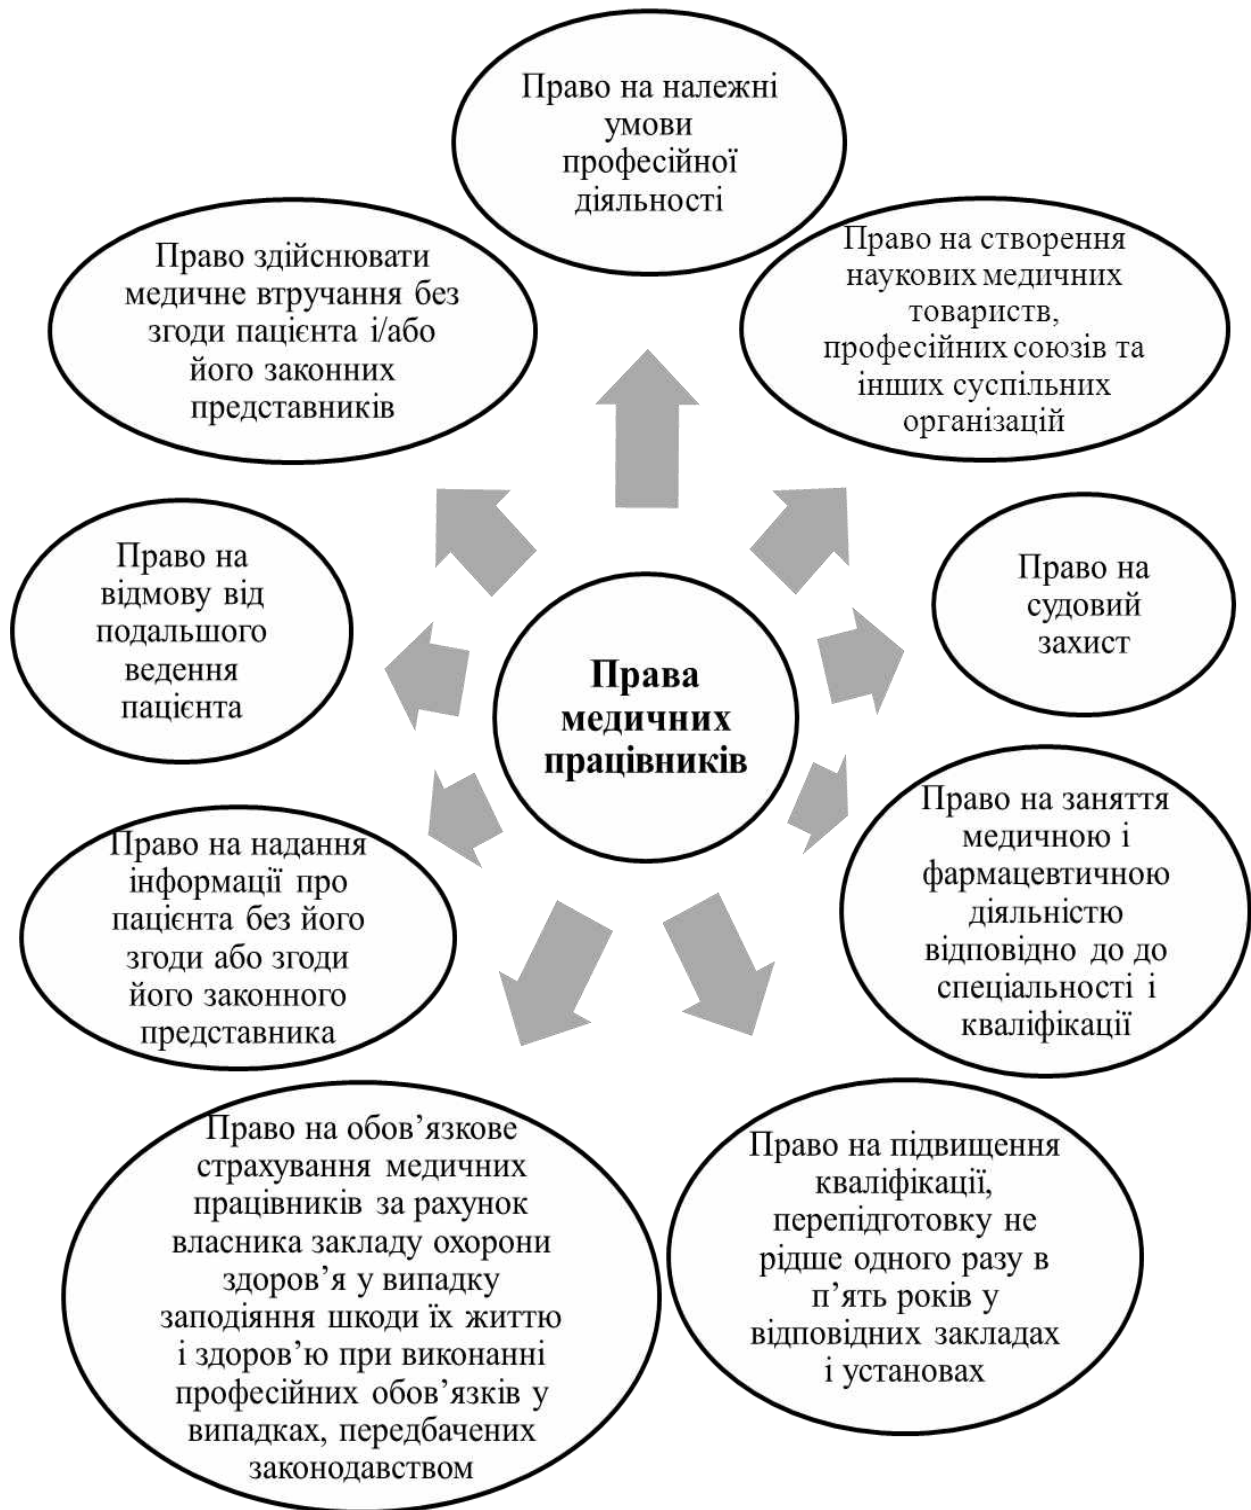 Право на належні
умови
професійної
діяльності
Право на створення
наукових медичних
товариств,
професійних союзів та
інших суспільних
організацій
Право на
судовий
захист
Право на заняття
медичною і
фармацевтичною
діяльністю
відповідно до до
спеціальності і
кваліфікації
Право на підвищення
кваліфікації,
перепідготовку не
рідше одного разу в
п’ять років у
відповідних закладах
і установах
Право на обов’язкове
страхування медичних
працівників за рахунок
власника закладу охорони
здоров’я у випадку
заподіяння шкоди їх життю
і здоров’ю при виконанні
професійних обов’язків у
випадках, передбачених
законодавством
Право на надання
інформації про
пацієнта без його
згоди або згоди
його законного
представника
Право на
відмову від
подальшого
ведення
пацієнта
Право здійснювати
медичне втручання без
згоди пацієнта і/або
його законних
представників
Права
медичних
працівників